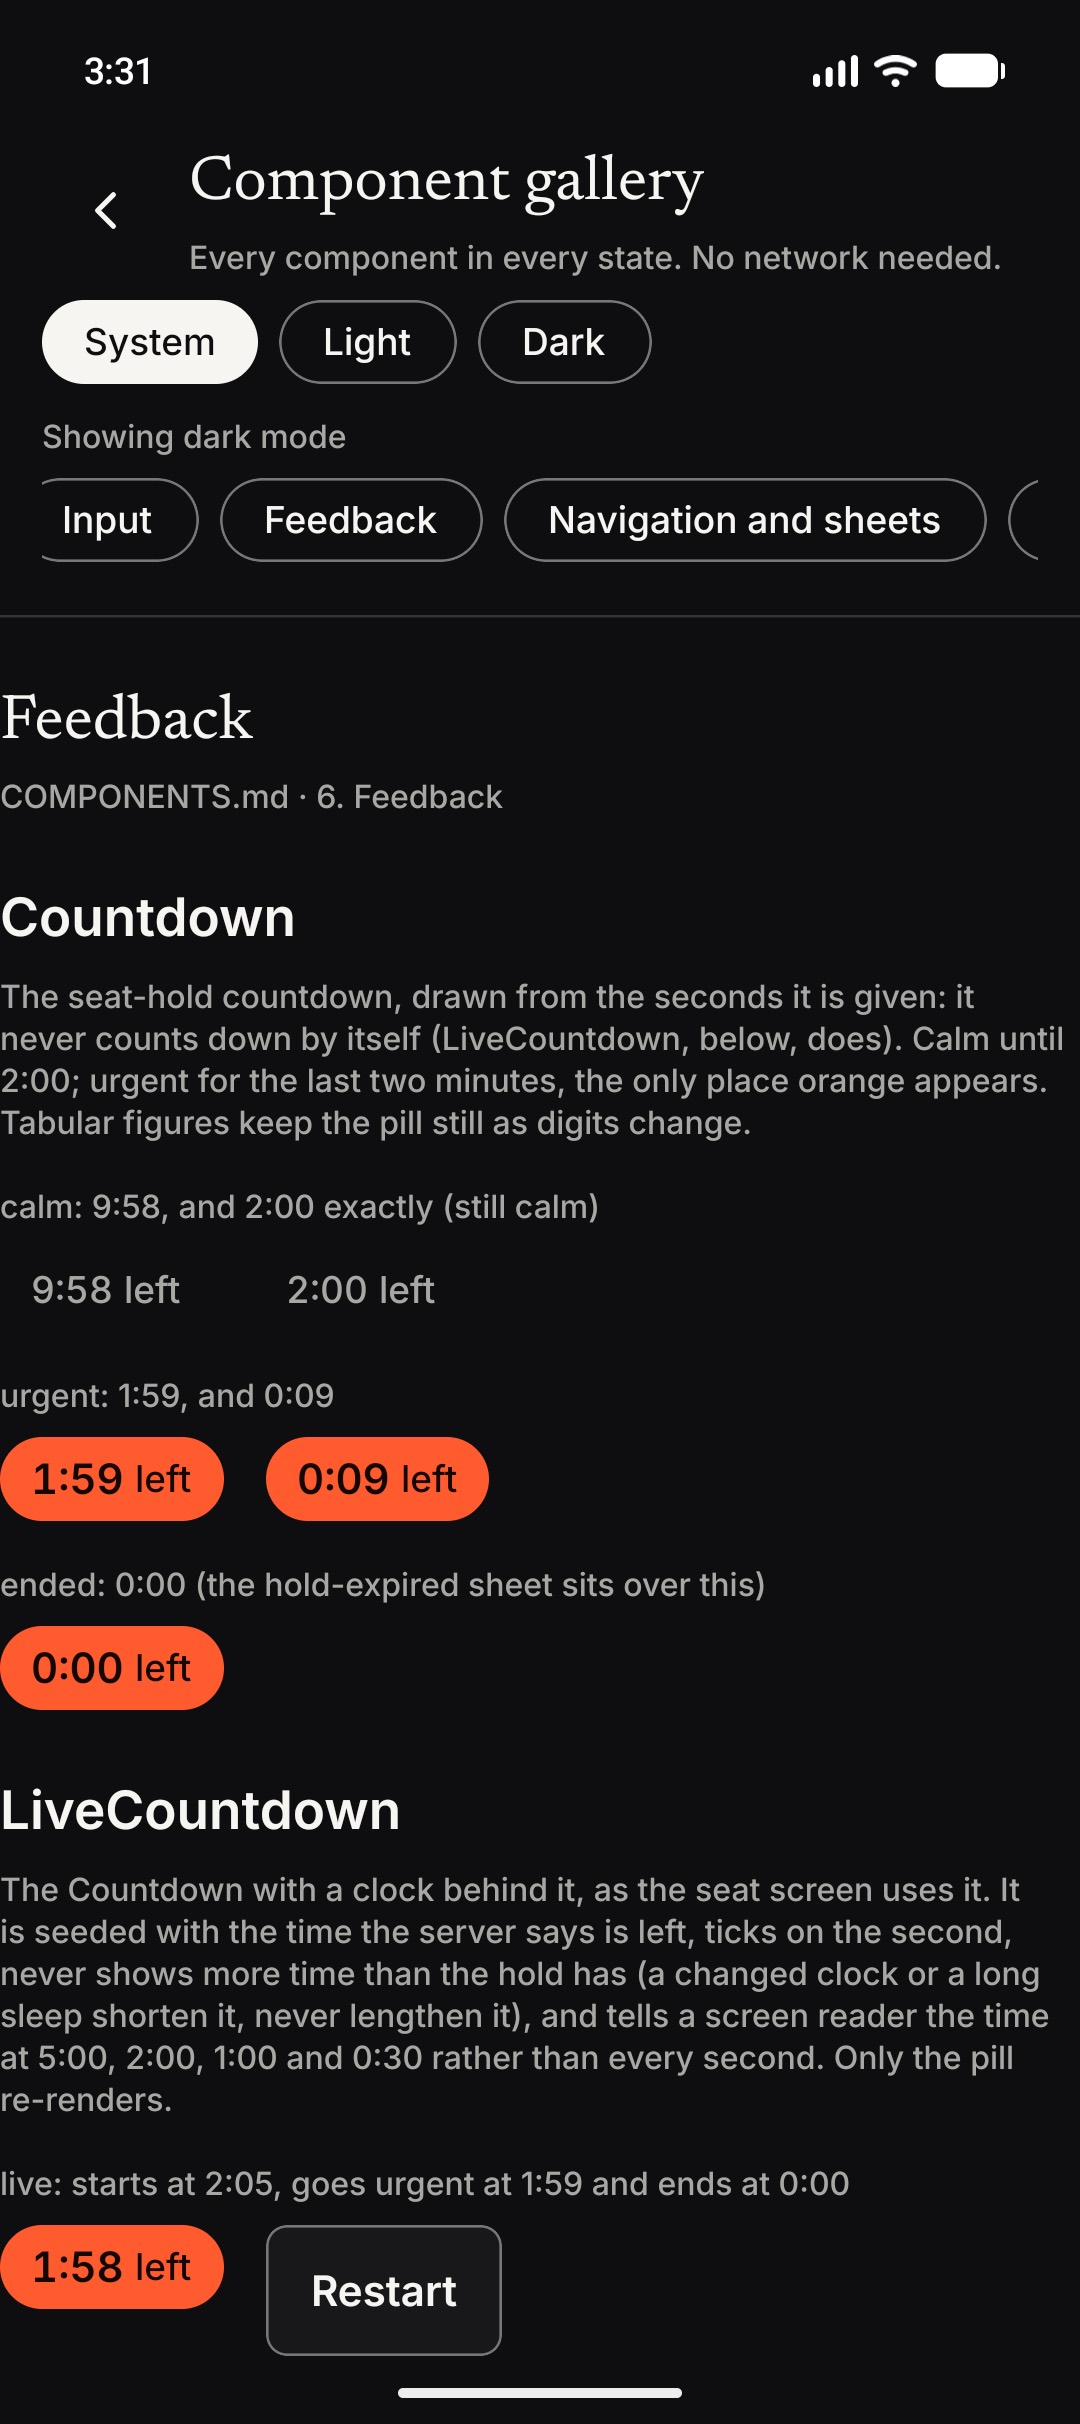 3:31
Component gallery
Every component in every state. No network needed.
System
Light
Dark
Showing dark mode
Input
Feedback
Navigation and sheets
Feedback
COMPONENTS.md · 6. Feedback
Countdown
The seat-hold countdown, drawn from the seconds it is given: it
never counts down by itself (LiveCountdown, below, does). Calm until
2:00; urgent for the last two minutes, the only place orange appears.
Tabular figures keep the pill still as digits change.
calm: 9:58, and 2:00 exactly (still calm)
9:58 left
2:00 left
urgent: 1:59, and 0:09
1:59 left
0:09 left
ended: 0:00 (the hold-expired sheet sits over this)
0:00 left
LiveCountdown
The Countdown with a clock behind it, as the seat screen uses it. It
is seeded with the time the server says is left, ticks on the second,
never shows more time than the hold has (a changed clock or a long
sleep shorten it, never lengthen it), and tells a screen reader the time
at 5:00, 2:00, 1:00 and 0:30 rather than every second. Only the pill
re-renders.
live: starts at 2:05, goes urgent at 1:59 and ends at 0:00
1:58 left
Restart